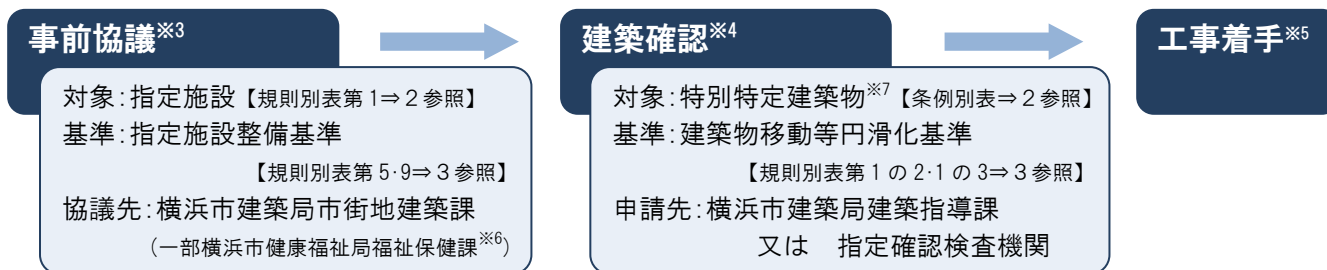 事前協議※3
対象：指定施設【規則別表第1⇒2参照】
基準：指定施設整備基準
【規則別表第5・9⇒3参照】
協議先：横浜市建築局市街地建築課
（一部横浜市健康福祉局福祉保健課※6）
建築確認※4
対象：特別特定建築物※7【条例別表⇒2参照】
基準：建築物移動等円滑化基準
【規則別表第1の2・1の3⇒3参照】
申請先：横浜市建築局建築指導課
又は　指定確認検査機関
工事着手※5